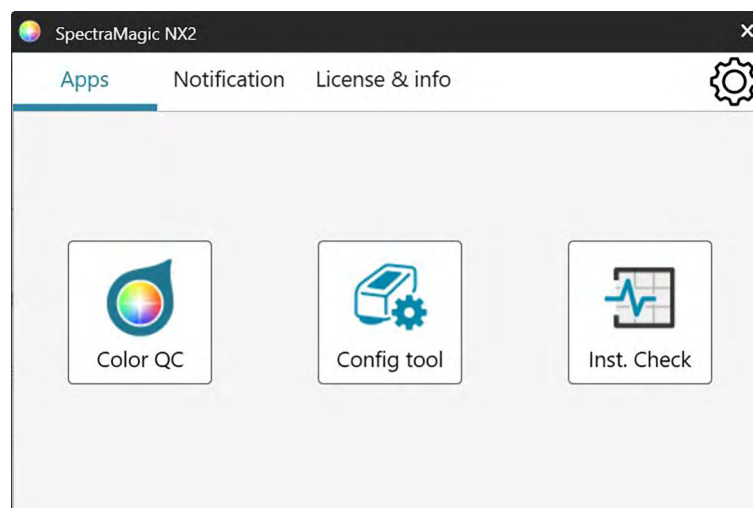 SpectraMagic NX2
Apps Notification License & info
Color QC Config tool Inst. Check